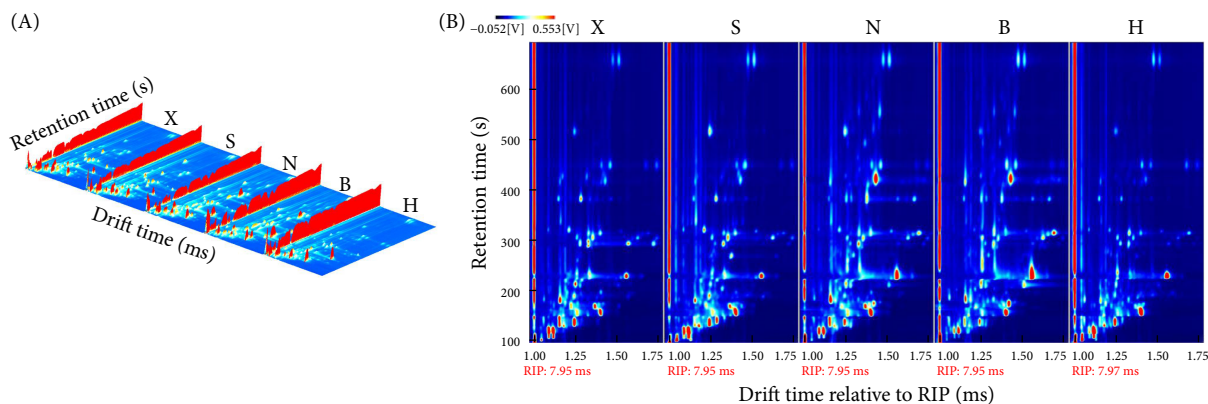 (A)
Retention time (s)
X
S
N
B
H
Drift time (ms)
(B)
−0.052[V] 0.553[V]
X S N B H
Retention time (s)
600
500
400
300
200
100
1.00 1.25 1.50 1.75 1.00 1.25 1.50 1.75 1.00 1.25 1.50 1.75 1.00 1.25 1.50 1.75 1.00 1.25 1.50 1.75
RIP: 7.95 ms RIP: 7.95 ms RIP: 7.95 ms RIP: 7.95 ms RIP: 7.97 ms
Drift time relative to RIP (ms)